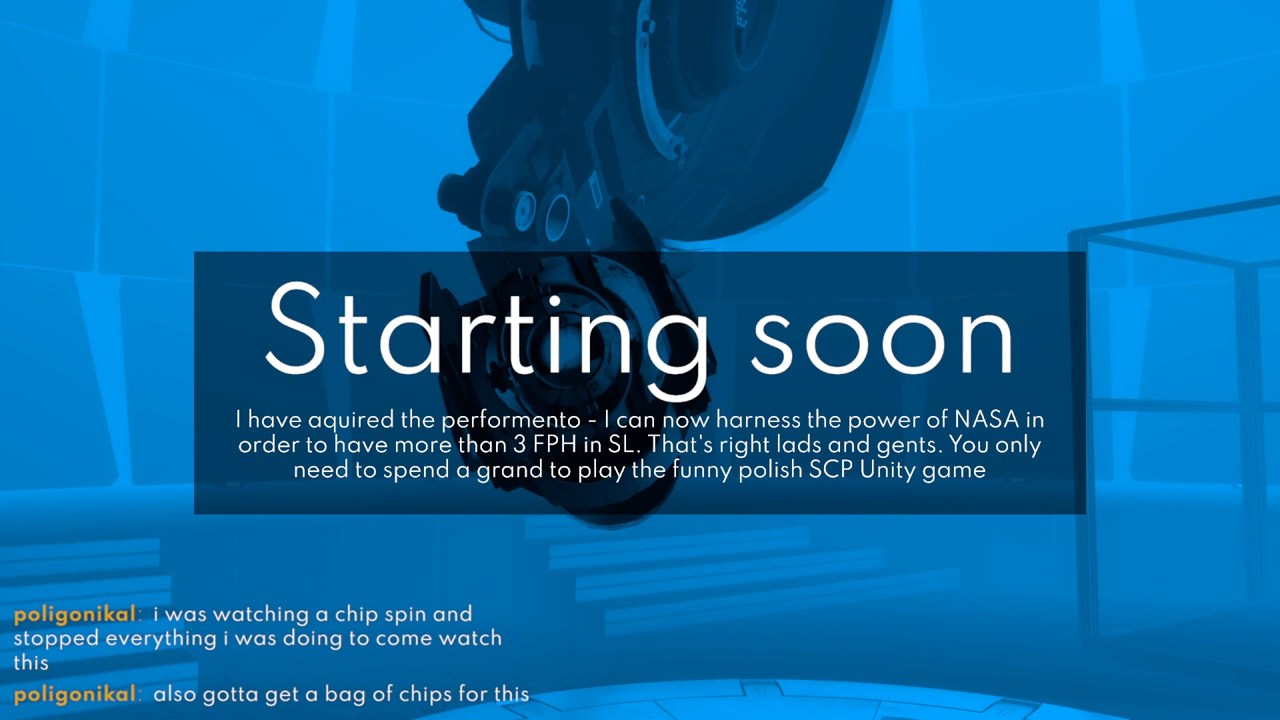 Starting soon
I have aquired the performento - I can now harness the power of NASA in
order to have more than 3 FPH in SL. That's right lads and gents. You only
need to spend a grand to play the funny polish SCP Unity game
poligonikal: i was watching a chip spin and
stopped everything i was doing to come watch
this
poligonikal: also gotta get a bag of chips for this